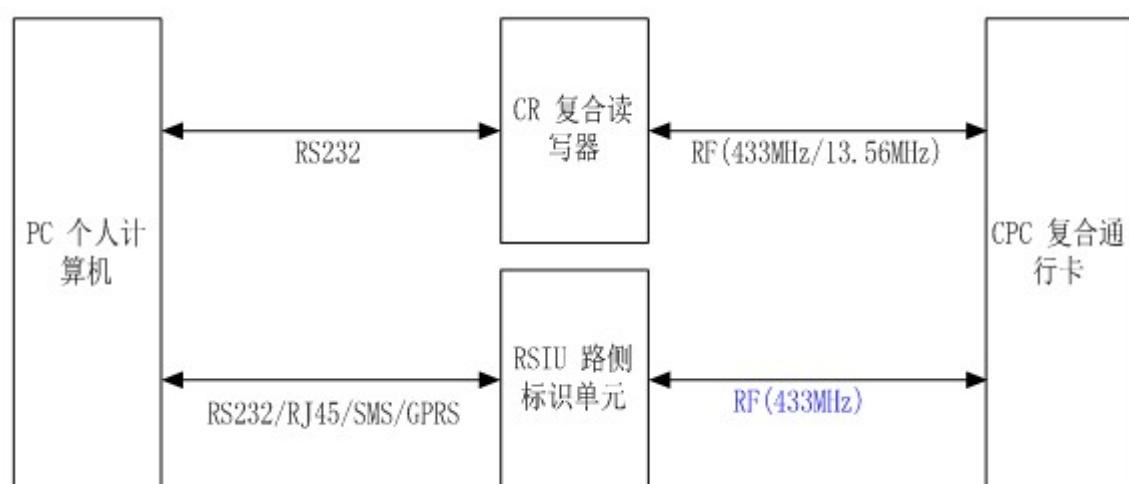 PC 个人计
算机
RS232
CR 复合读
写器
RF(433MHz/13.56MHz)
CPC 复合通
行卡
RS232/RJ45/SMS/GPRS
RSIU 路侧
标识单元
RF(433MHz)